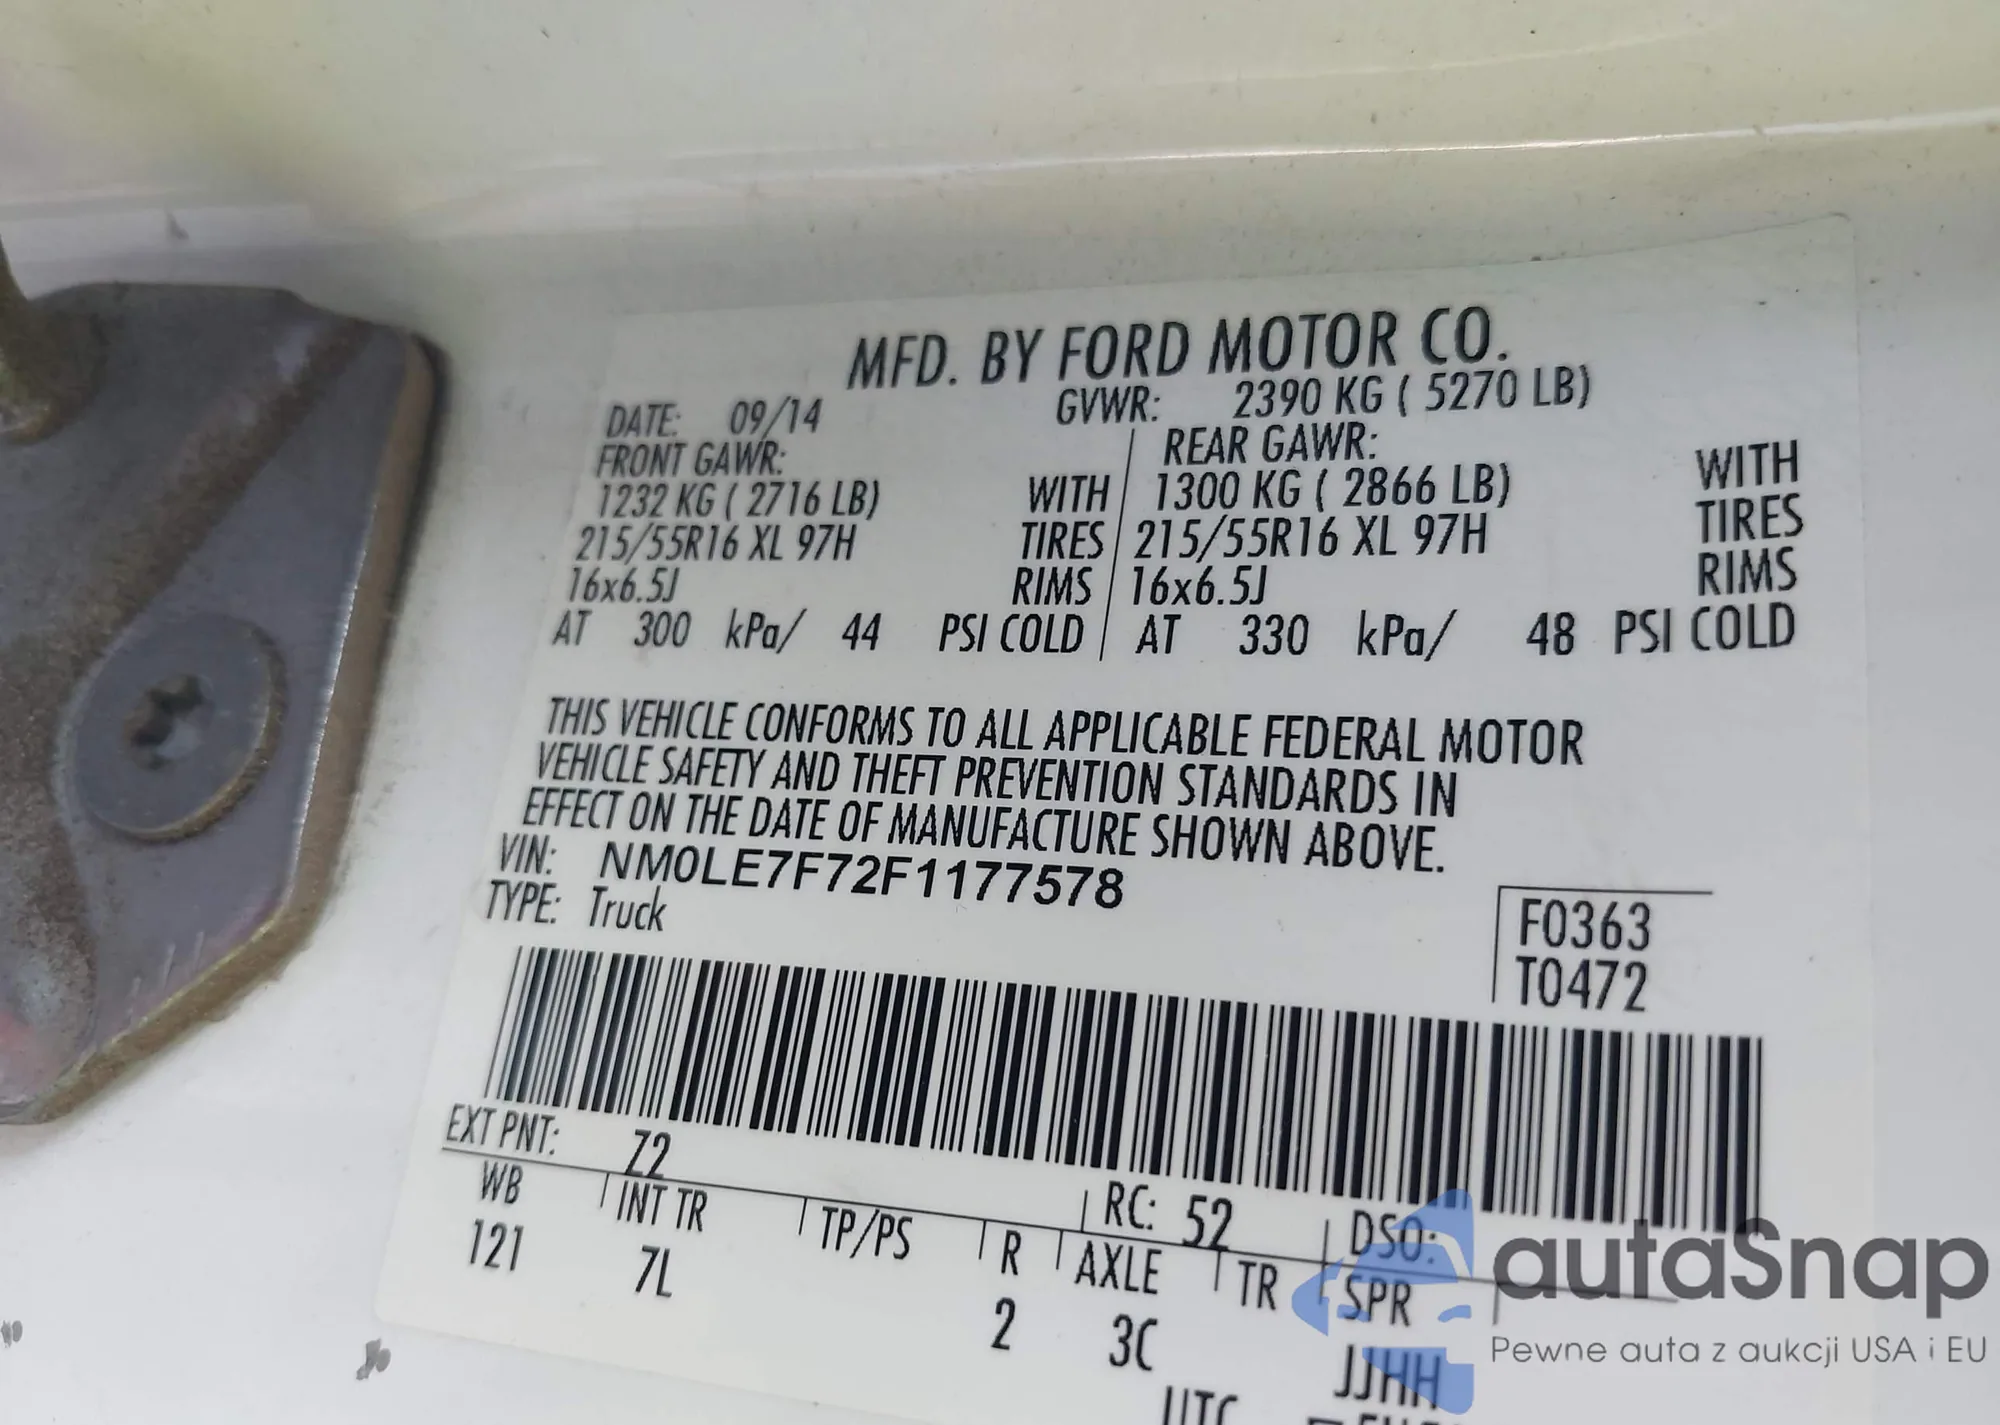 MFD. BY FORD MOTOR CO.
DATE: 09/14 GVWR: 2390 KG ( 5270 LB)
FRONT GAWR: REAR GAWR: WITH
1232 KG ( 2716 LB) WITH 1300 KG ( 2866 LB) TIRES
215/55R16 XL 97H TIRES 215/55R16 XL 97H RIMS
16x6.5J RIMS 16x6.5J
AT 300 kPa/ 44 PSI COLD AT 330 kPa/ 48 PSI COLD
THIS VEHICLE CONFORMS TO ALL APPLICABLE FEDERAL MOTOR
VEHICLE SAFETY AND THEFT PREVENTION STANDARDS IN
EFFECT ON THE DATE OF MANUFACTURE SHOWN ABOVE.
VIN: NM0LE7F72F1177578
TYPE: Truck
F0363
T0472
EXT PNT: Z2 RC: 52 DSO:
WB INT TR TP/PS R AXLE TR SPR
121 7L 2 3C JJHH
UTC
autaSnap
Pewne auta z aukcji USA i EU